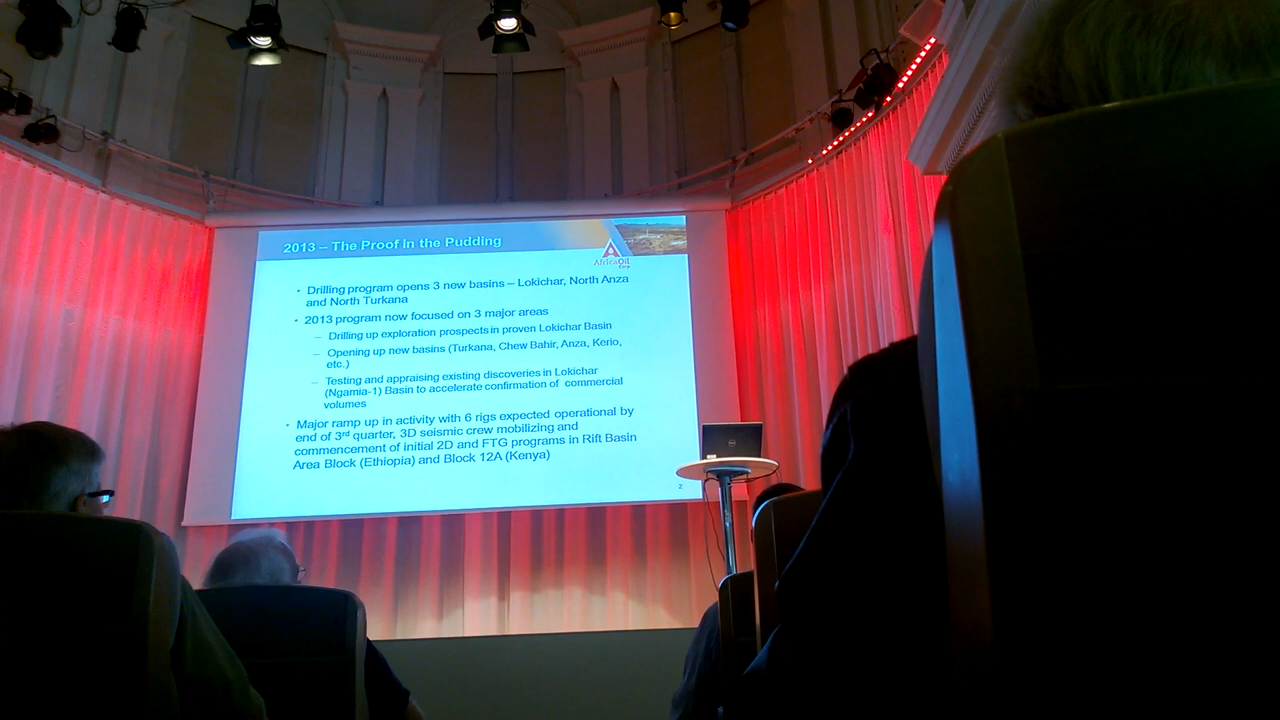 2013 – The Proof in the Pudding
AfricaOil
Corp.
• Drilling program opens 3 new basins – Lokichar, North Anza
and North Turkana
• 2013 program now focused on 3 major areas
– Drilling up exploration prospects in proven Lokichar Basin
– Opening up new basins (Turkana, Chew Bahir, Anza, Kerio,
etc.)
– Testing and appraising existing discoveries in Lokichar
(Ngamia-1) Basin to accelerate confirmation of commercial
volumes
• Major ramp up in activity with 6 rigs expected operational by
end of 3rd quarter, 3D seismic crew mobilizing and
commencement of initial 2D and FTG programs in Rift Basin
Area Block (Ethiopia) and Block 12A (Kenya)
2